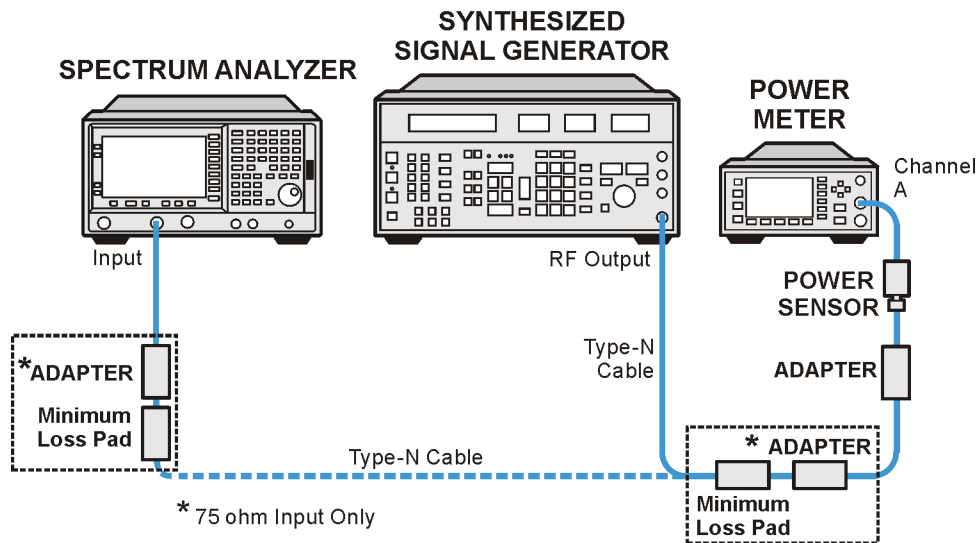 SYNTHESIZED
SIGNAL GENERATOR
SPECTRUM ANALYZER
POWER
METER
Channel
A
Input
RF Output
POWER
SENSOR
Type-N
Cable
*ADAPTER
ADAPTER
Minimum
Loss Pad
* ADAPTER
Type-N Cable
Minimum
Loss Pad
* 75 ohm Input Only